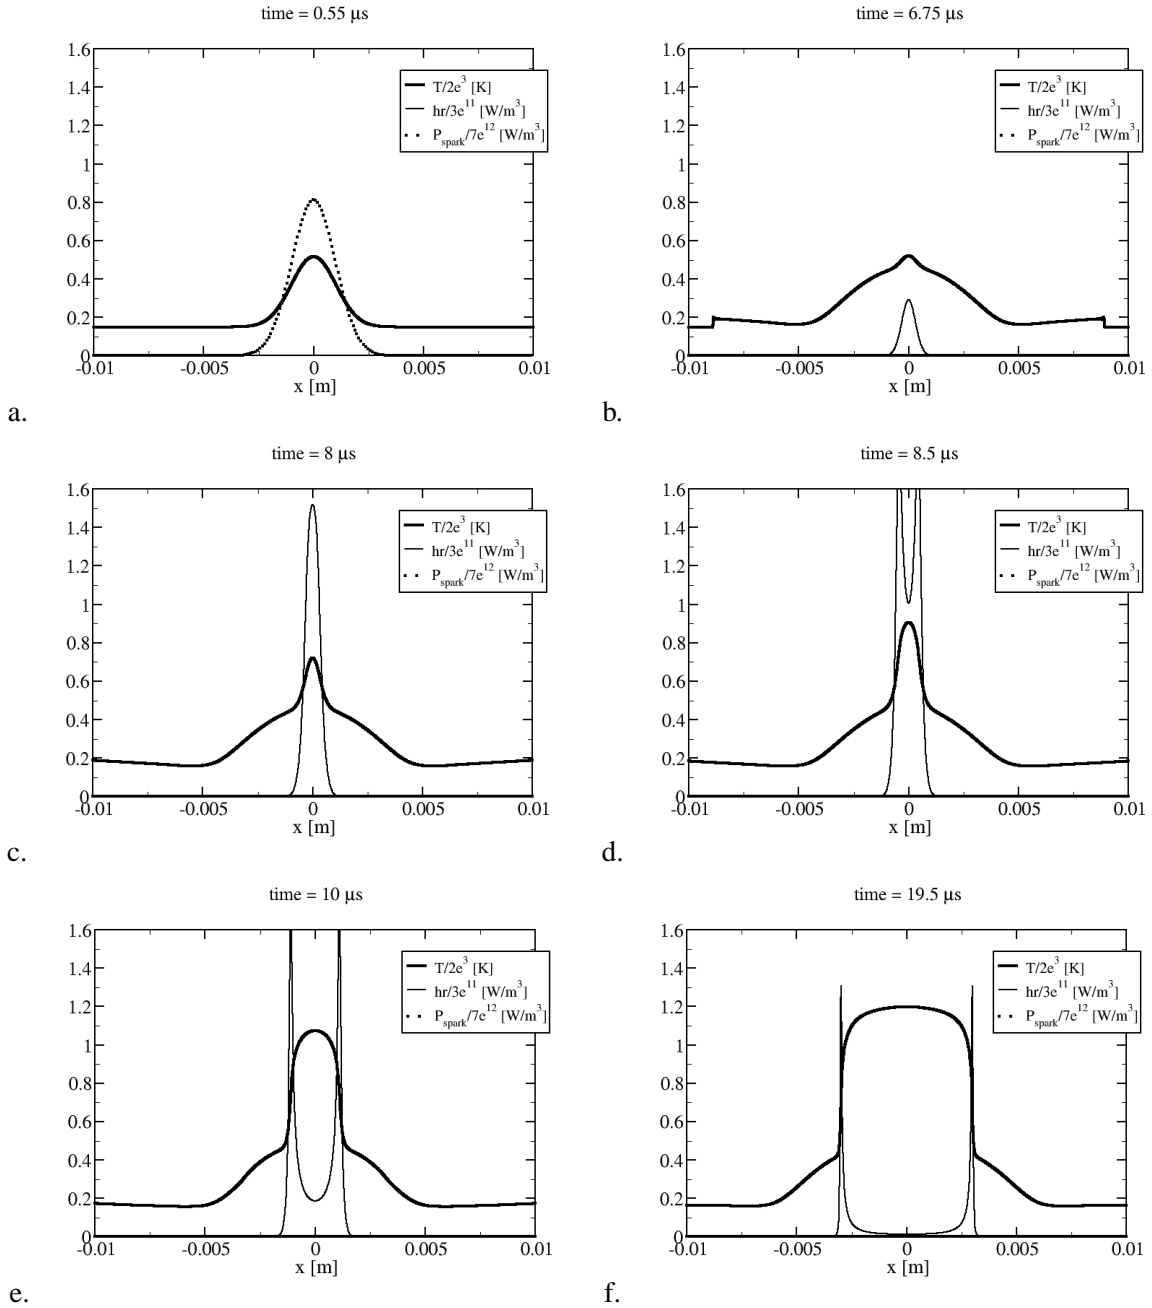 time = 0.55 µs
1.6
1.4
1.2
1
0.8
0.6
0.4
0.2
0
T/2e³ [K]
hr/3e¹¹ [W/m³]
P_spark/7e¹² [W/m³]
-0.01 -0.005 0 0.005 0.01
x [m]
a.
time = 6.75 µs
1.6
1.4
1.2
1
0.8
0.6
0.4
0.2
0
T/2e³ [K]
hr/3e¹¹ [W/m³]
P_spark/7e¹² [W/m³]
-0.01 -0.005 0 0.005 0.01
x [m]
b.
time = 8 µs
1.6
1.4
1.2
1
0.8
0.6
0.4
0.2
0
T/2e³ [K]
hr/3e¹¹ [W/m³]
P_spark/7e¹² [W/m³]
-0.01 -0.005 0 0.005 0.01
x [m]
c.
time = 8.5 µs
1.6
1.4
1.2
1
0.8
0.6
0.4
0.2
0
T/2e³ [K]
hr/3e¹¹ [W/m³]
P_spark/7e¹² [W/m³]
-0.01 -0.005 0 0.005 0.01
x [m]
d.
time = 10 µs
1.6
1.4
1.2
1
0.8
0.6
0.4
0.2
0
T/2e³ [K]
hr/3e¹¹ [W/m³]
P_spark/7e¹² [W/m³]
-0.01 -0.005 0 0.005 0.01
x [m]
e.
time = 19.5 µs
1.6
1.4
1.2
1
0.8
0.6
0.4
0.2
0
T/2e³ [K]
hr/3e¹¹ [W/m³]
P_spark/7e¹² [W/m³]
-0.01 -0.005 0 0.005 0.01
x [m]
f.